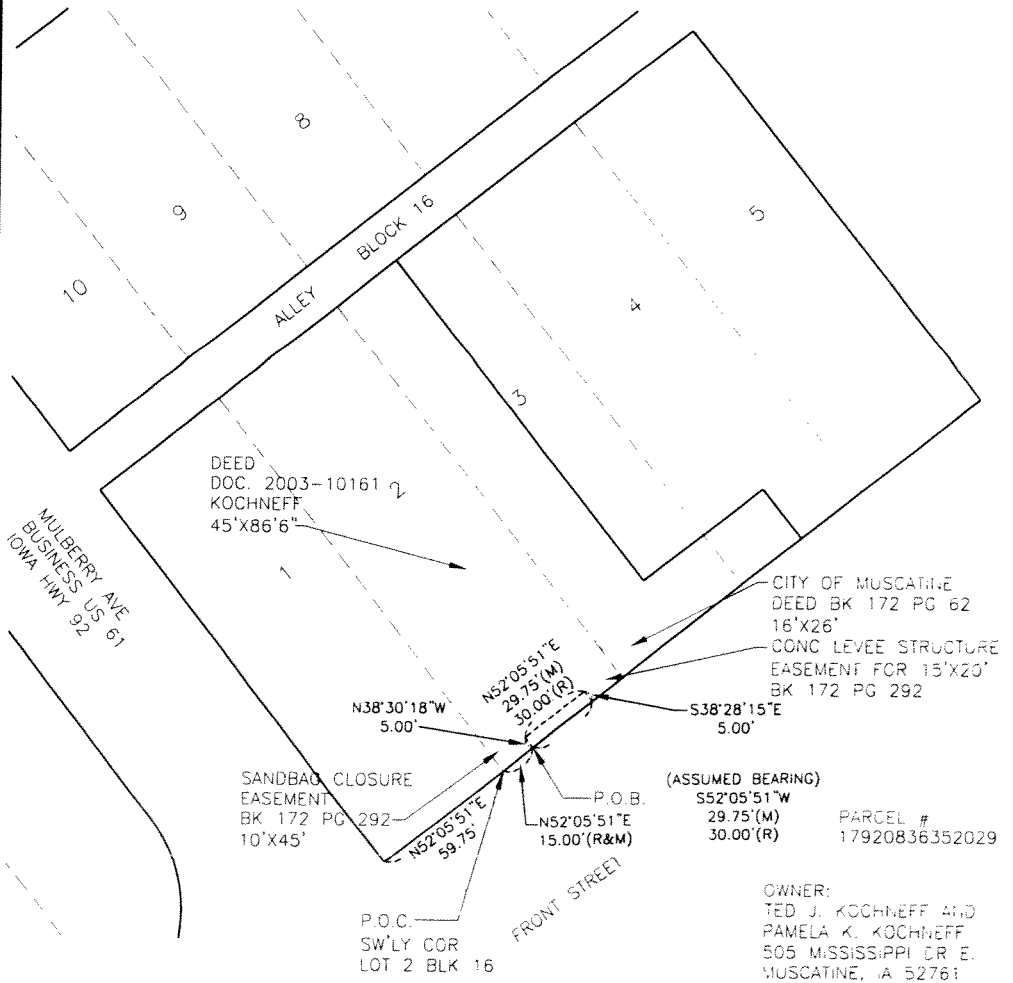 8
9
10
ALLEY BLOCK 16
5
4
3
DEED
DOC. 2003-10161
KOCHNEFF
45'X86'6"
2
1
MULBERRY AVE
BUSINESS US 61
IOWA HWY 92
CITY OF MUSCATINE
DEED BK 172 PG 62
16'X26'
CONC LEVEE STRUCTURE
EASEMENT FOR 15'X20'
BK 172 PG 292
N52°05'51"E
29.75'(M)
30.00'(R)
N38°30'18"W
5.00'
S38°28'15"E
5.00'
SANDBAG CLOSURE
EASEMENT
BK 172 PG 292
10'X45'
N52°05'51"E
59.75'
P.O.B.
N52°05'51"E
15.00'(R&M)
(ASSUMED BEARING)
S52°05'51"W
29.75'(M)
30.00'(R)
PARCEL #
17920836352029
FRONT STREET
P.O.C.
SW'LY COR
LOT 2 BLK 16
OWNER:
TED J. KOCHNEFF AND
PAMELA K. KOCHNEFF
505 MISSISSIPPI DR E.
MUSCATINE, IA 52761